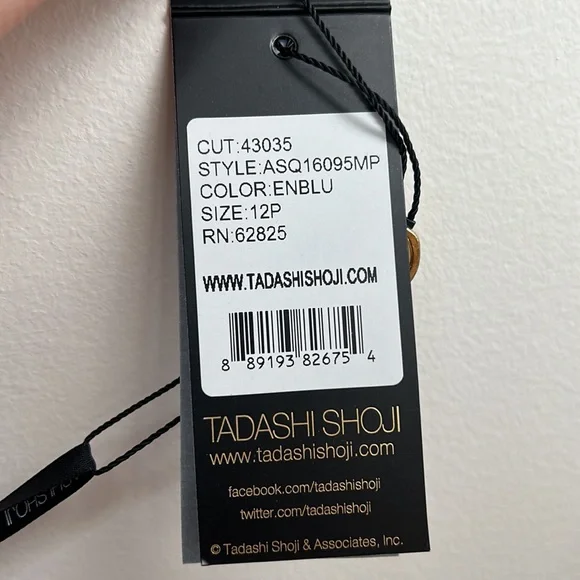 CUT:43035
STYLE:ASQ16095MP
COLOR:ENBLU
SIZE:12P
RN:62825
WWW.TADASHISHOJI.COM
8 89193 82675 4
TADASHI SHOJI
www.tadashishoji.com
facebook.com/tadashishoji
twitter.com/tadashishoji
© Tadashi Shoji & Associates, Inc.